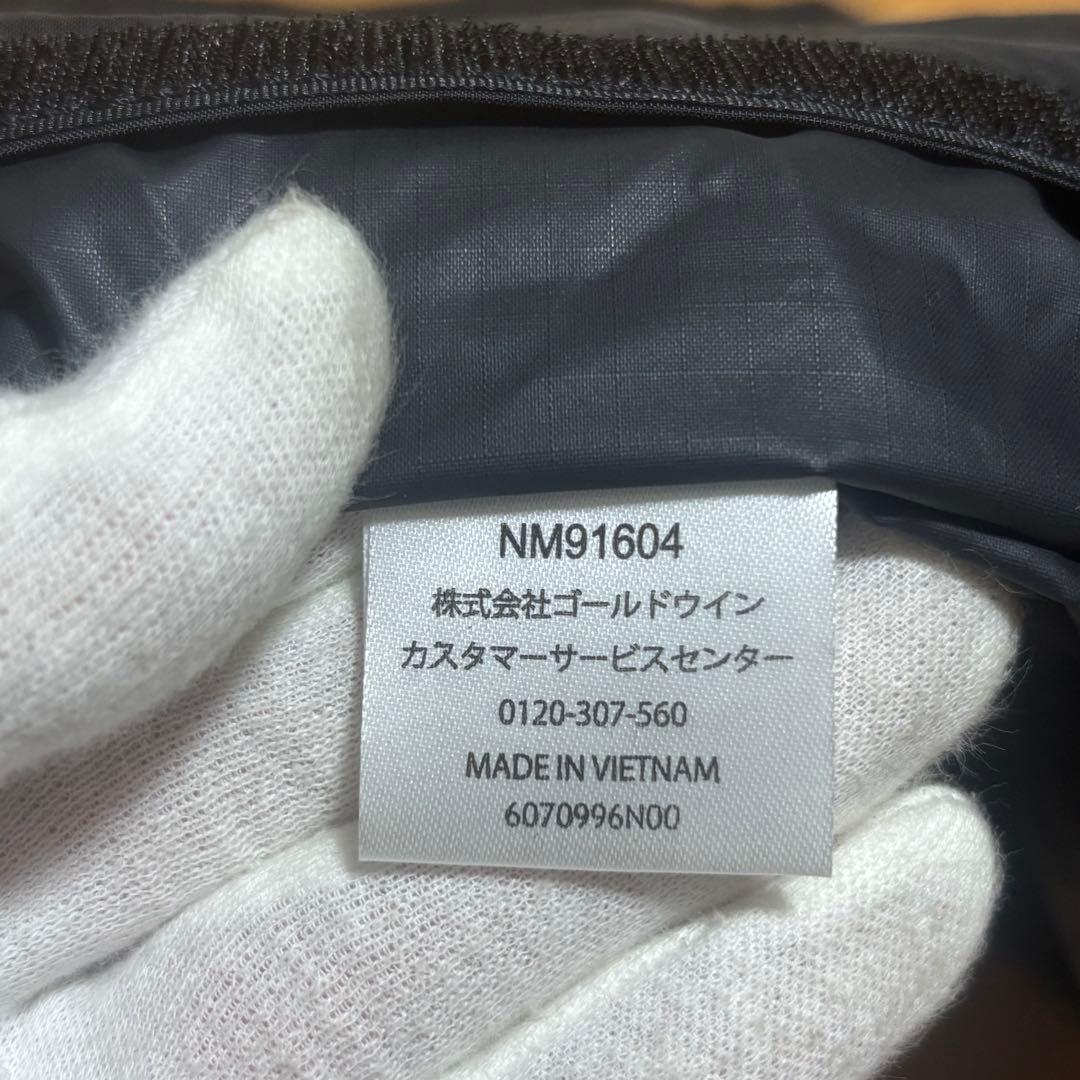 NM91604
株式会社ゴールドウイン
カスタマーサービスセンター
0120-307-560
MADE IN VIETNAM
6070996N00